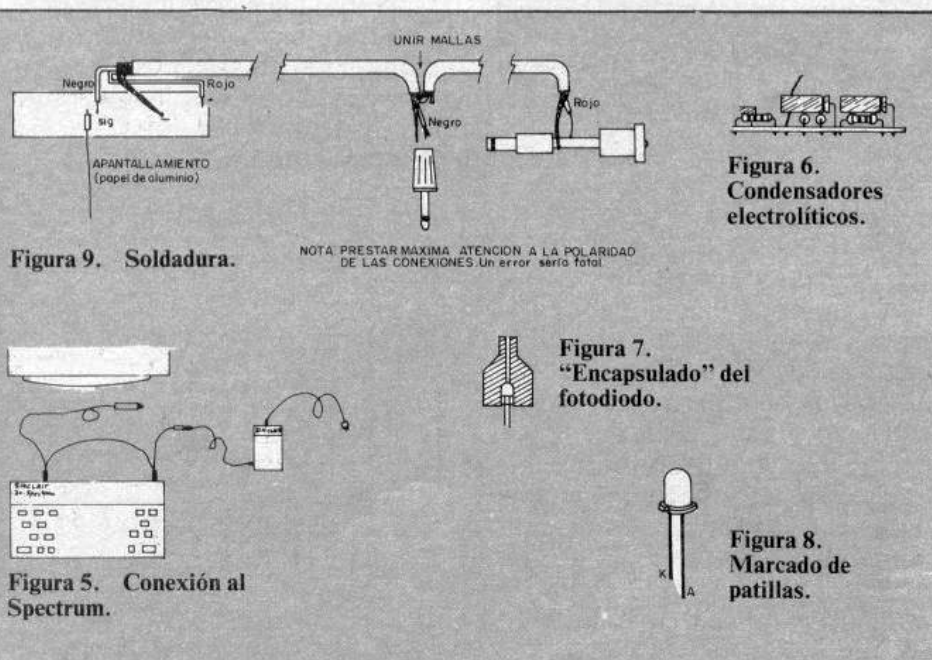 UNIR MALLAS
Negro
Rojo
sig
APANTALLAMIENTO
(papel de aluminio)
Negro
Rojo
Figura 9. Soldadura.
NOTA PRESTAR MAXIMA ATENCION A LA POLARIDAD
DE LAS CONEXIONES. Un error sería fatal
Figura 6.
Condensadores
electrolíticos.
Figura 7.
“Encapsulado” del
fotodiodo.
SINCLAIR
Figura 5. Conexión al
Spectrum.
K
A
Figura 8.
Marcado de
patillas.